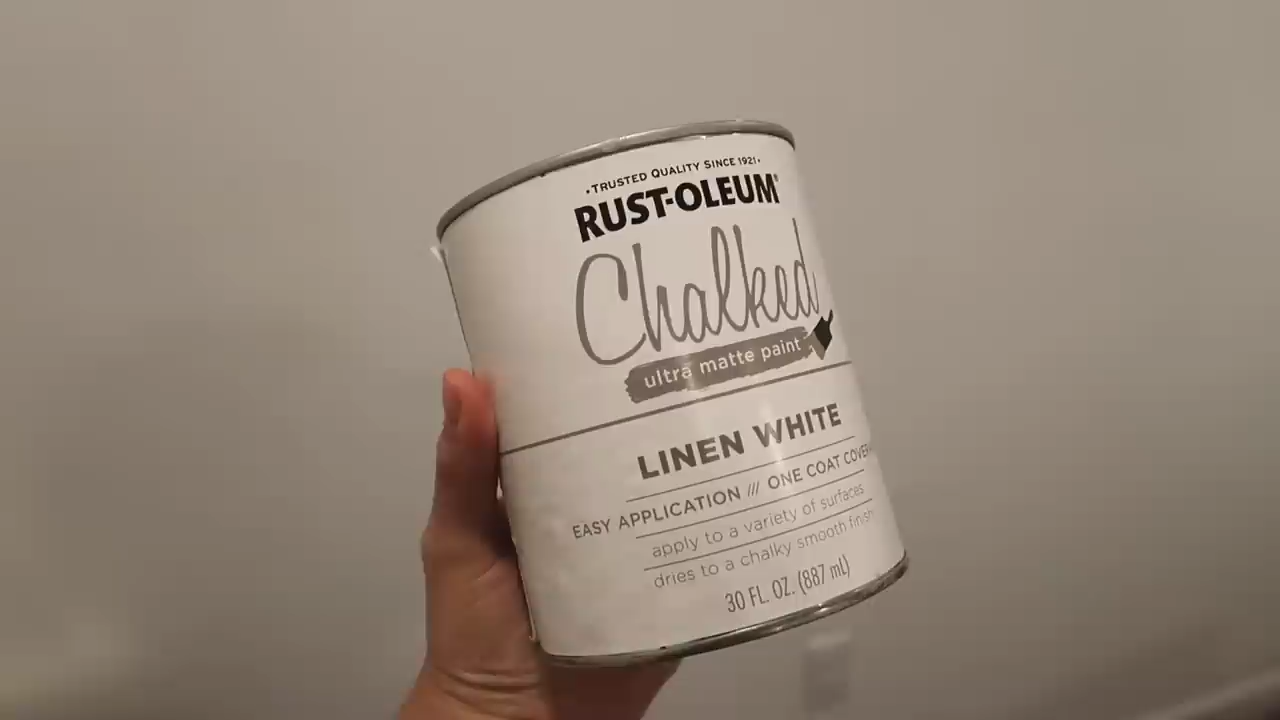 · TRUSTED QUALITY SINCE 1921 ·
RUST-OLEUM®
Chalked
ultra matte paint
LINEN WHITE
EASY APPLICATION /// ONE COAT
apply to a variety of surfaces
dries to a chalky smooth finish
30 FL. OZ. (887 mL)